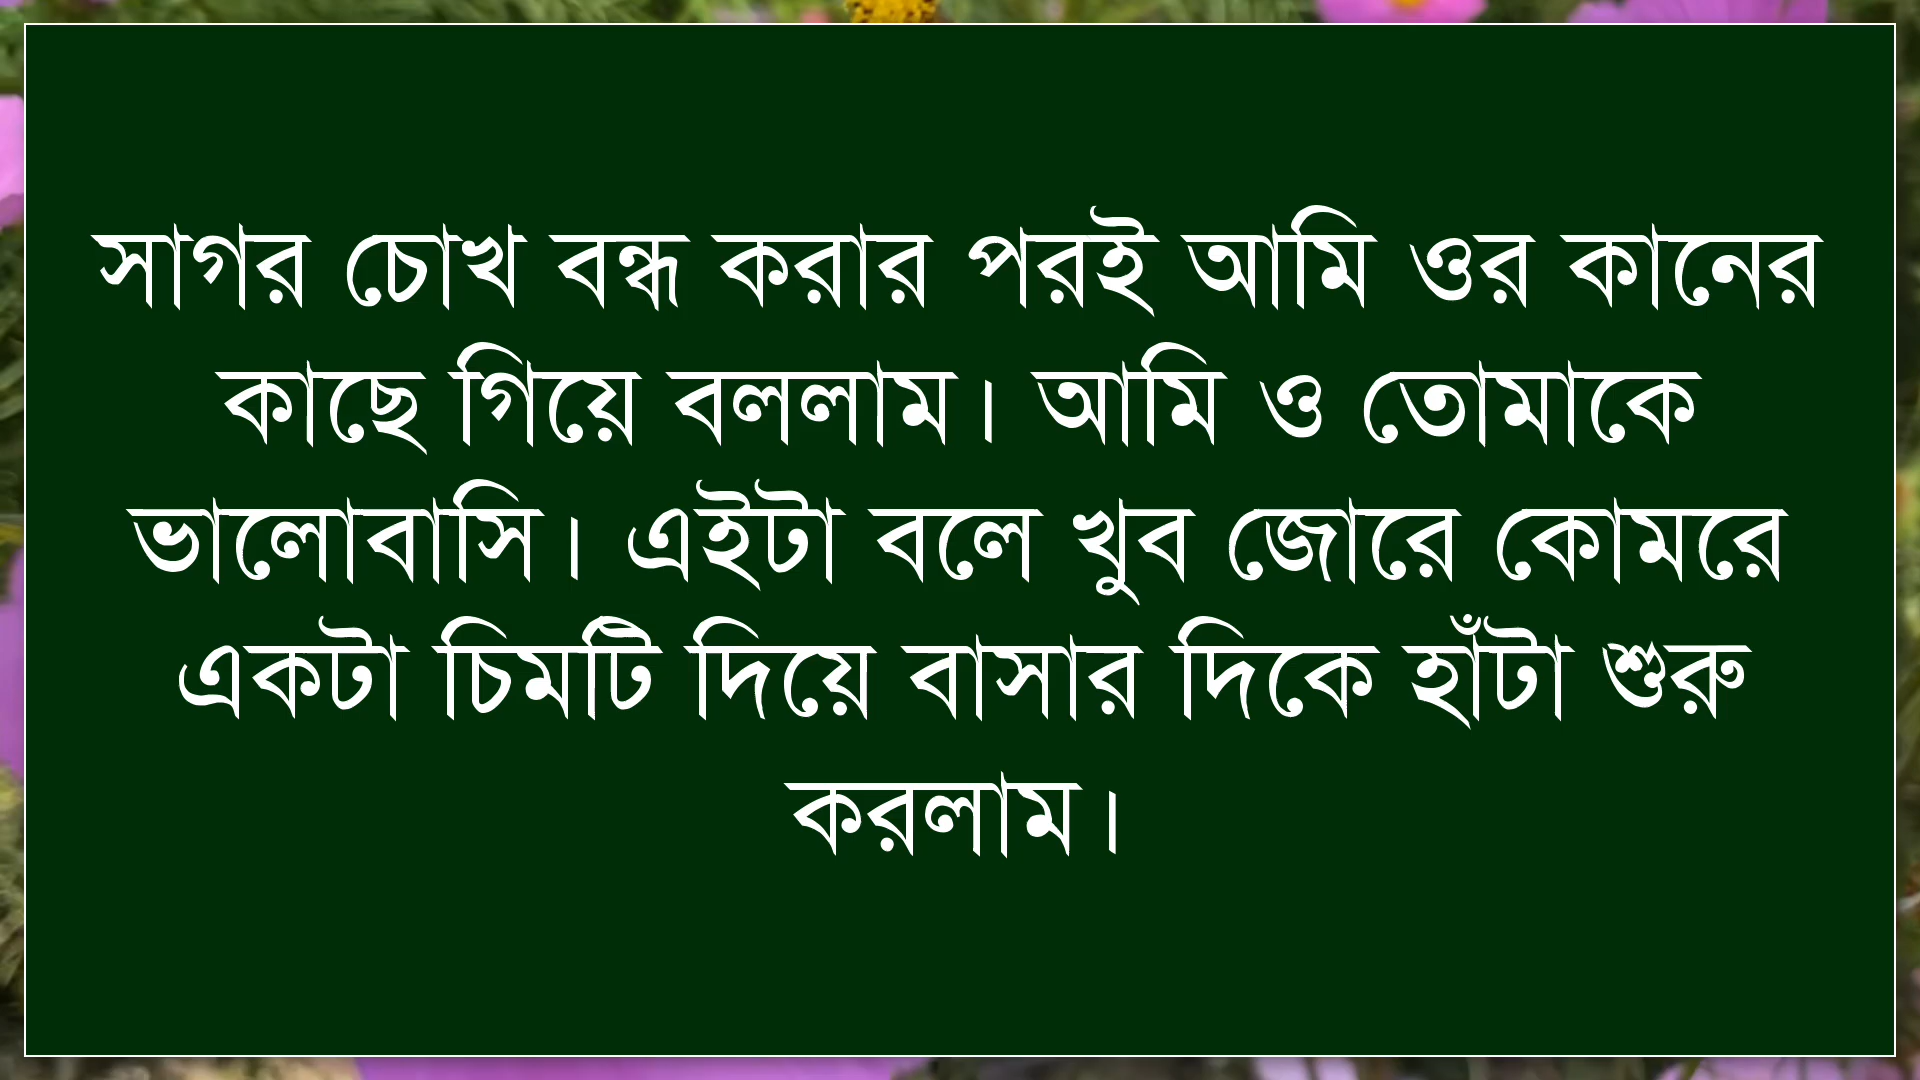 সাগর চোখ বন্ধ করার পরই আমি ওর কানের
কাছে গিয়ে বললাম। আমি ও তোমাকে
ভালোবাসি। এইটা বলে খুব জোরে কোমরে
একটা চিমটি দিয়ে বাসার দিকে হাঁটা শুরু
করলাম।